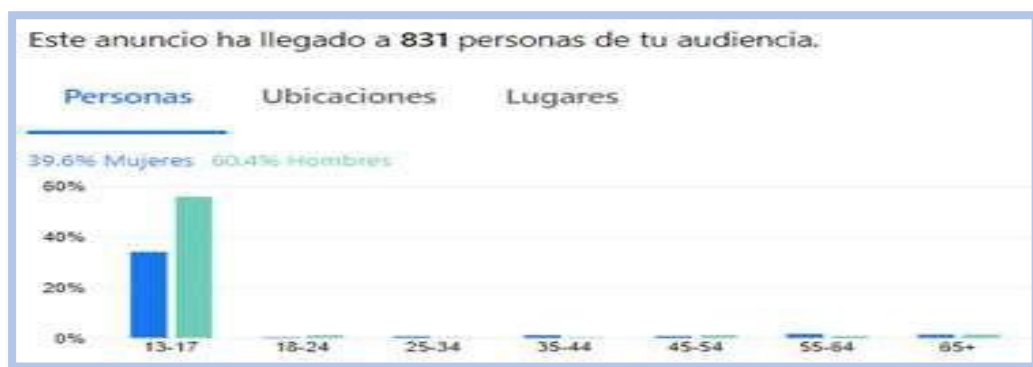 Este anuncio ha llegado a 831 personas de tu audiencia.
Personas Ubicaciones Lugares
39.6% Mujeres 60.4% Hombres
60%
40%
20%
0%
13-17 18-24 25-34 35-44 45-54 55-64 65+